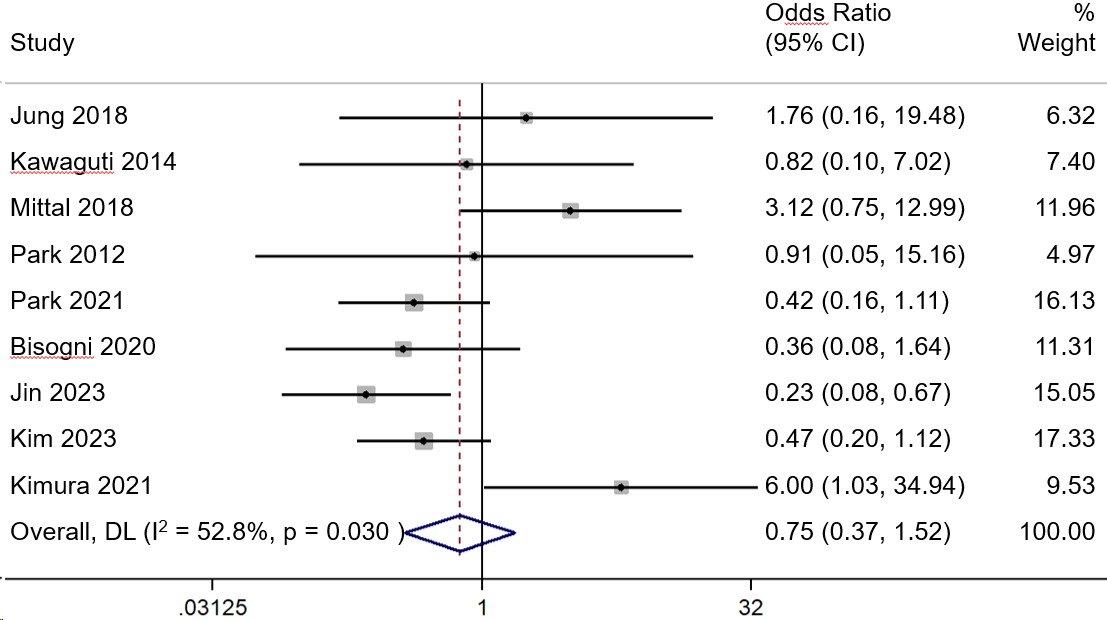 Study Odds Ratio (95% CI) % Weight
Jung 2018 1.76 (0.16, 19.48) 6.32
Kawaguti 2014 0.82 (0.10, 7.02) 7.40
Mittal 2018 3.12 (0.75, 12.99) 11.96
Park 2012 0.91 (0.05, 15.16) 4.97
Park 2021 0.42 (0.16, 1.11) 16.13
Bisogni 2020 0.36 (0.08, 1.64) 11.31
Jin 2023 0.23 (0.08, 0.67) 15.05
Kim 2023 0.47 (0.20, 1.12) 17.33
Kimura 2021 6.00 (1.03, 34.94) 9.53
Overall, DL (I² = 52.8%, p = 0.030 ) 0.75 (0.37, 1.52) 100.00
.03125 1 32